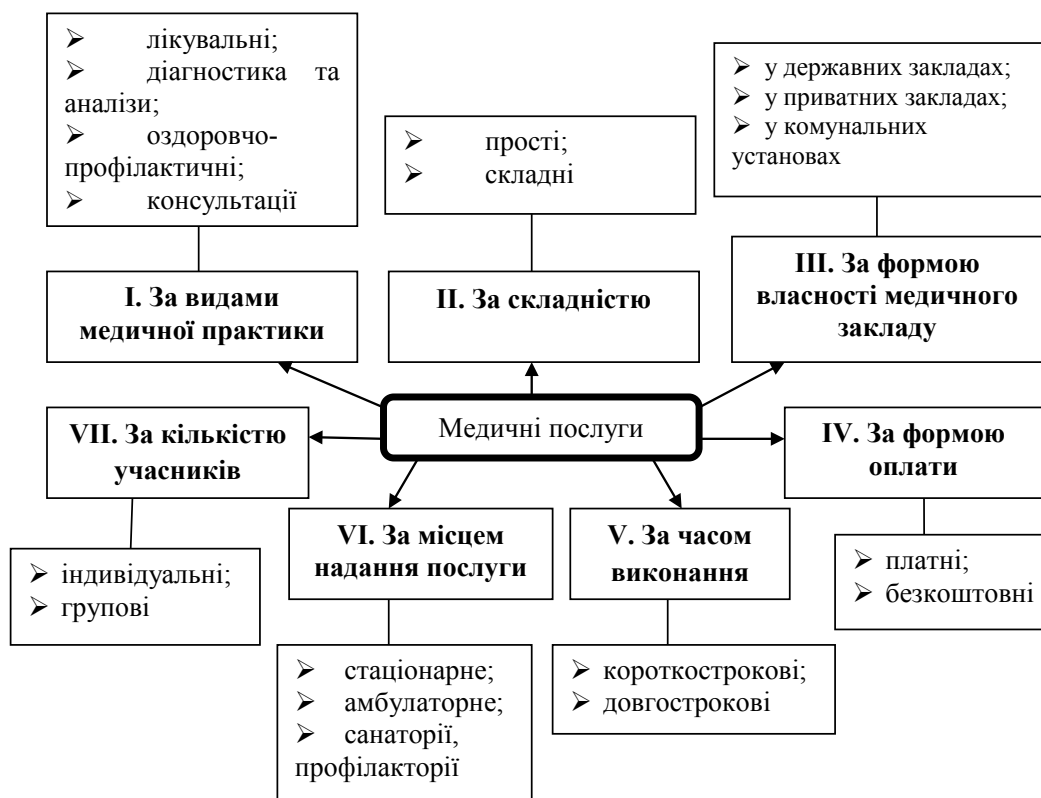 ➢ лікувальні;
➢ діагностика та
аналізи;
➢ оздоровчо-
профілактичні;
➢ консультації
➢ прості;
➢ складні
➢ у державних закладах;
➢ у приватних закладах;
➢ у комунальних
установах
І. За видами
медичної практики
ІІ. За складністю
ІІІ. За формою
власності медичного
закладу
Медичні послуги
VII. За кількістю
учасників
IV. За формою
оплати
VI. За місцем
надання послуги
V. За часом
виконання
➢ індивідуальні;
➢ групові
➢ платні;
➢ безкоштовні
➢ стаціонарне;
➢ амбулаторне;
➢ санаторії,
профілакторії
➢ короткострокові;
➢ довгострокові